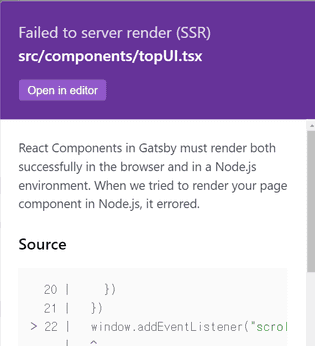 Failed to server render (SSR)
src/components/topUI.tsx
Open in editor
React Components in Gatsby must render both
successfully in the browser and in a Node.js
environment. When we tried to render your page
component in Node.js, it errored.
Source
20 | })
21 | })
> 22 | window.addEventListener("scrol
| ^